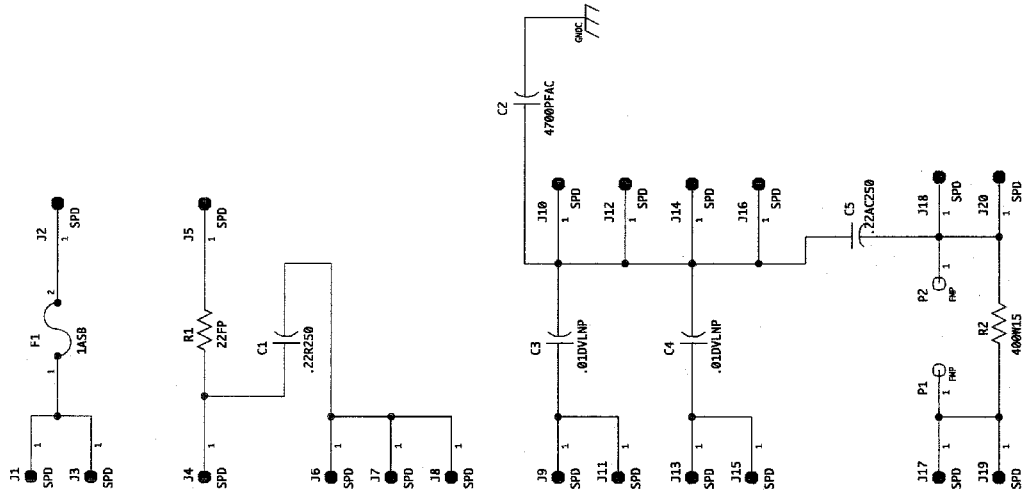 J1
SPD
1
J3
SPD
1
F1
1
2
1ASB
J2
1
SPD
J4
SPD
1
R1
22FP
J5
1
SPD
C1
.22R250
J6
SPD
1
J7
SPD
1
J8
SPD
1
C2
4700PFAC
GNDC
J9
SPD
1
J11
SPD
1
C3
.01DVLNP
J10
1
SPD
J12
1
SPD
J13
SPD
1
J15
SPD
1
C4
.01DVLNP
J14
1
SPD
J16
1
SPD
C5
.22AC250
J17
SPD
1
J19
SPD
1
P1
1
FMP
P2
1
FMP
R2
400W15
J18
1
SPD
J20
1
SPD